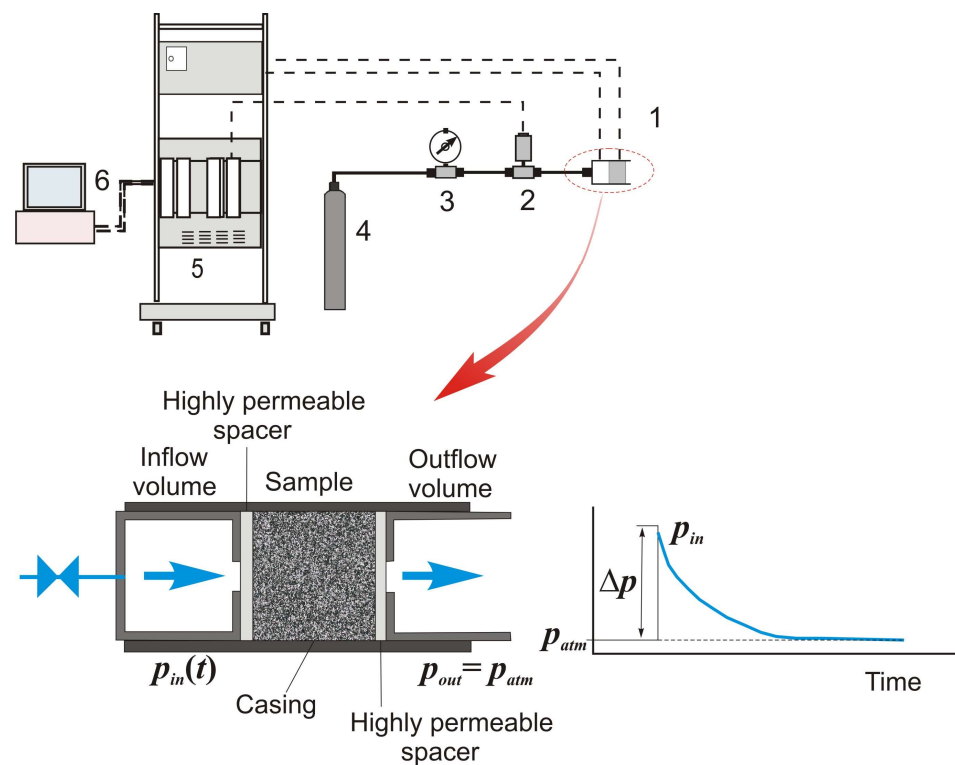 1
6
3
2
4
5
Highly permeable
spacer
Inflow
volume
Sample
Outflow
volume
p_in
Δp
p_atm
p_in(t)
p_out = p_atm
Time
Casing
Highly permeable
spacer